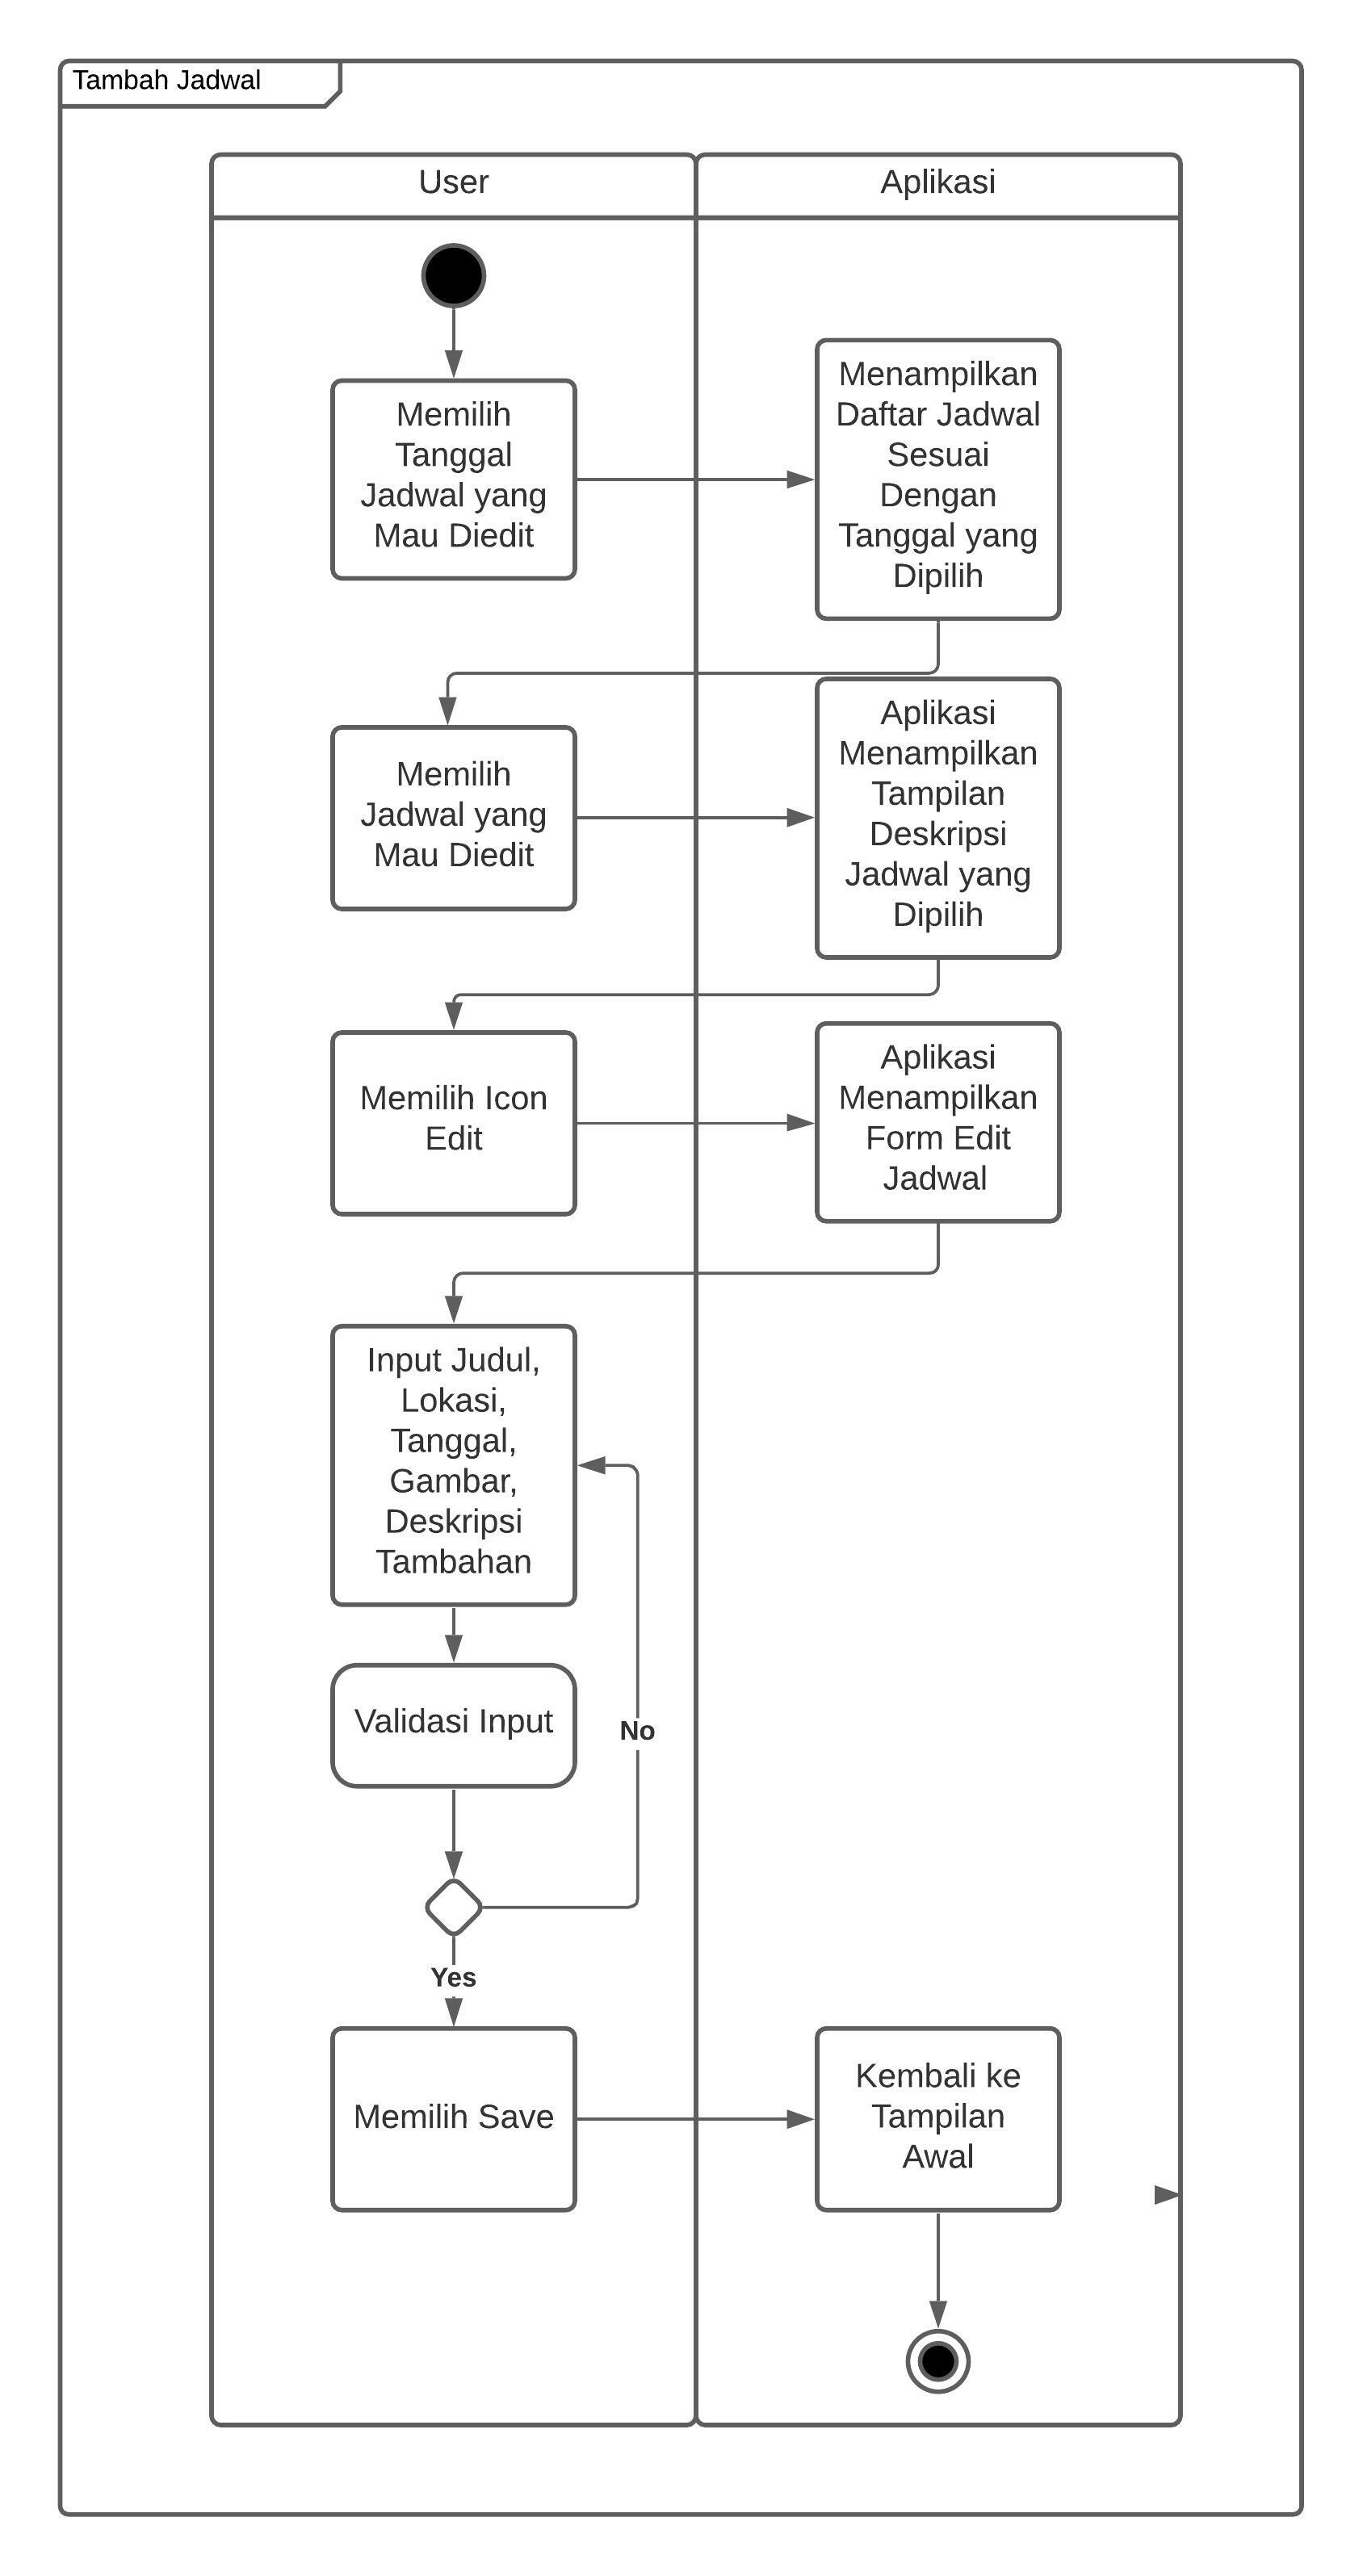 Tambah Jadwal
User
Aplikasi
Memilih
Tanggal
Jadwal yang
Mau Diedit
Menampilkan
Daftar Jadwal
Sesuai
Dengan
Tanggal yang
Dipilih
Memilih
Jadwal yang
Mau Diedit
Aplikasi
Menampilkan
Tampilan
Deskripsi
Jadwal yang
Dipilih
Memilih Icon
Edit
Aplikasi
Menampilkan
Form Edit
Jadwal
Input Judul,
Lokasi,
Tanggal,
Gambar,
Deskripsi
Tambahan
Validasi Input
No
Yes
Memilih Save
Kembali ke
Tampilan
Awal